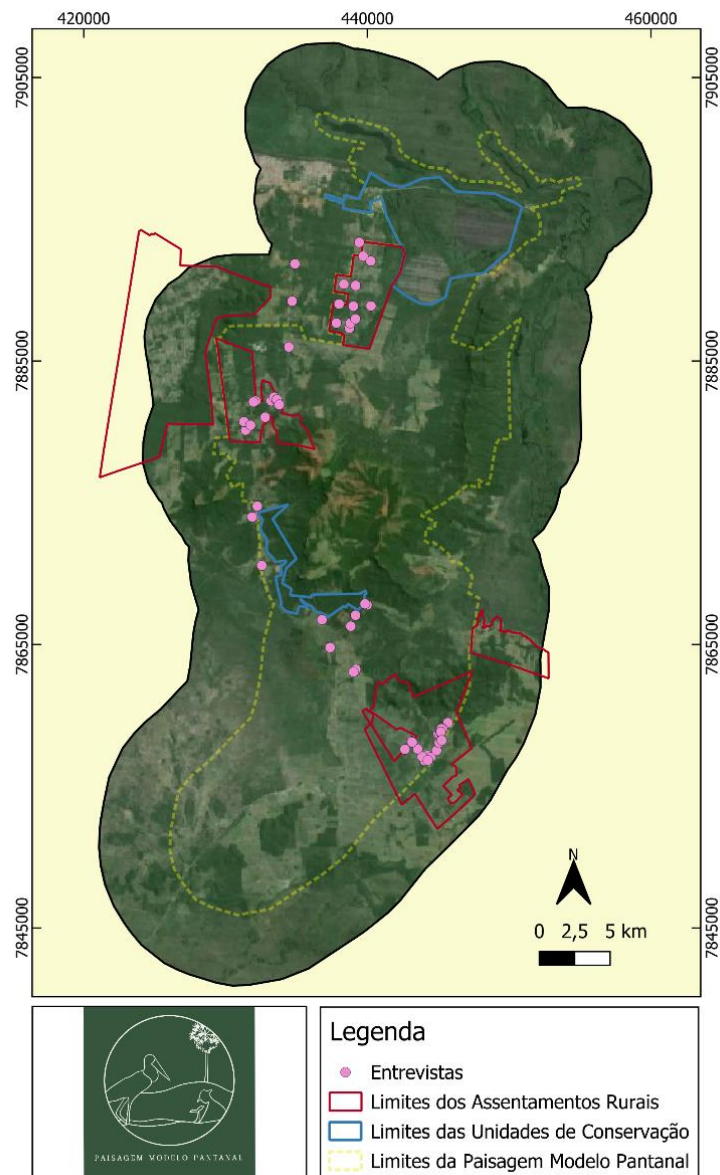 420000 440000 460000
7905000 7905000
7885000 7885000
7865000 7865000
7845000 7845000
N
0 2,5 5 km
Legenda
Entrevistas
Limites dos Assentamentos Rurais
Limites das Unidades de Conservação
Limites da Paisagem Modelo Pantanal
PAISAGEM MODELO PANTANAL